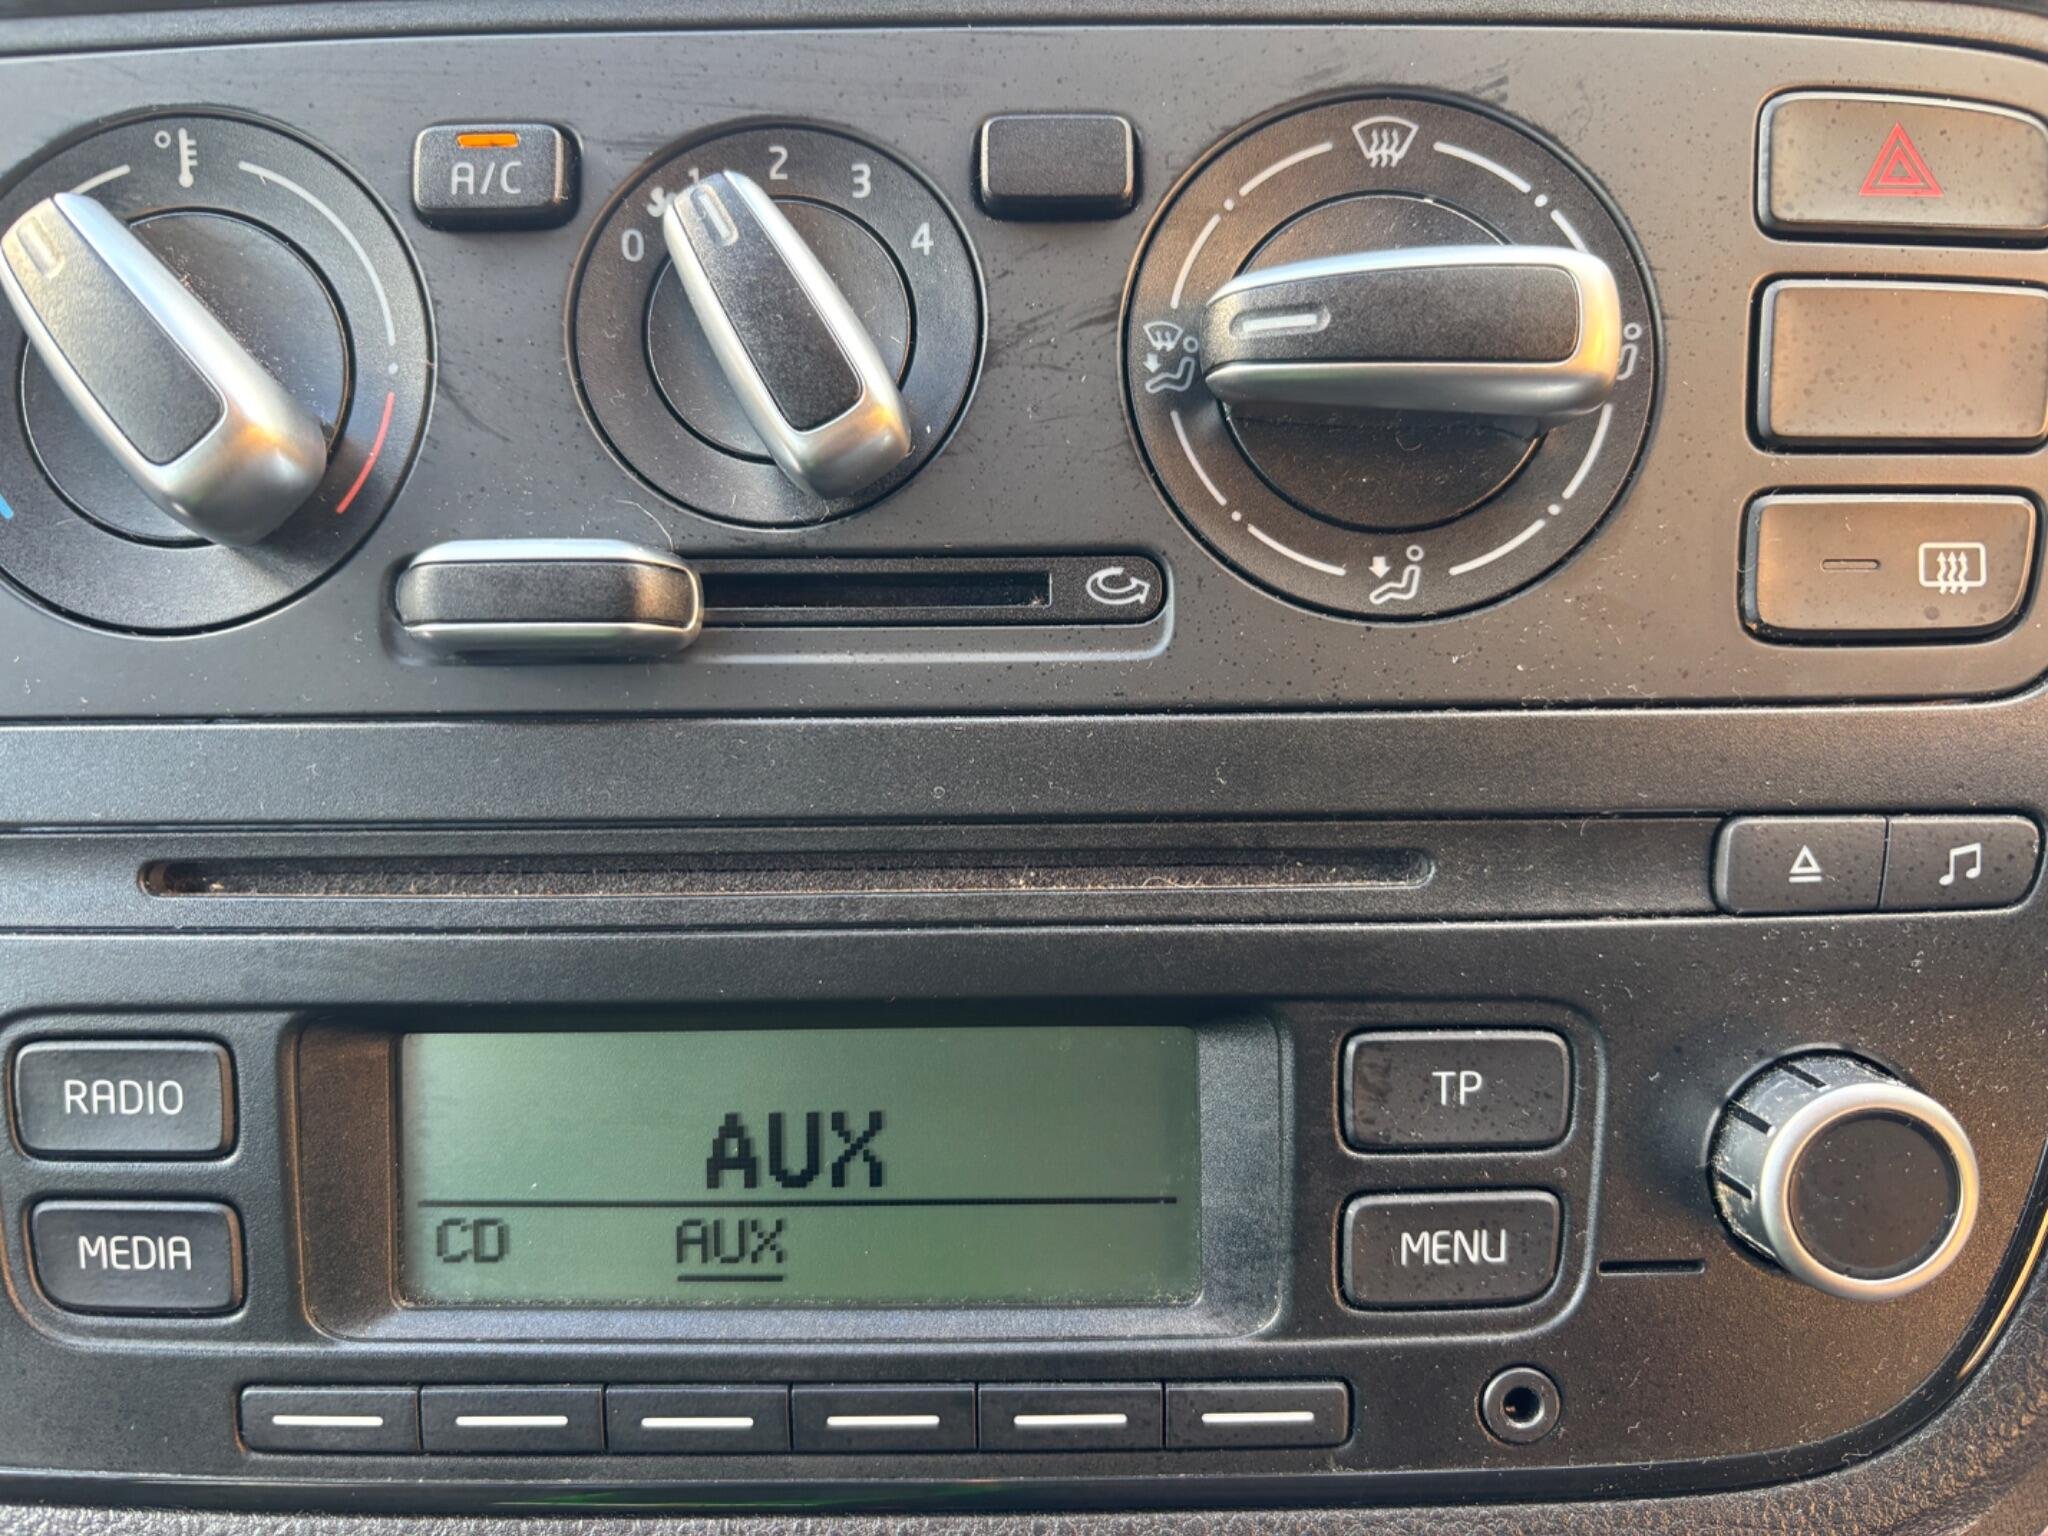 A/C
0 1 2 3 4
RADIO
AUX
TP
MEDIA
CD AUX
MENU